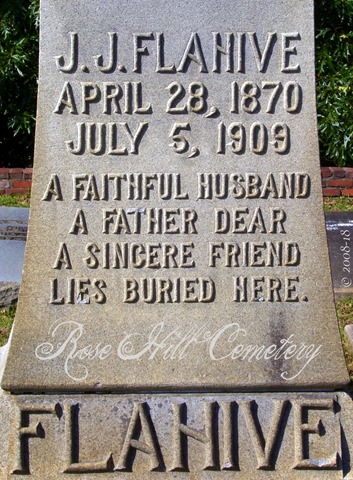 J. J. FLAHIVE
APRIL 28, 1870
JULY 5, 1909
A FAITHFUL HUSBAND
A FATHER DEAR
A SINCERE FRIEND
LIES BURIED HERE.
Rose Hill Cemetery
FLAHIVE
© 2008-18